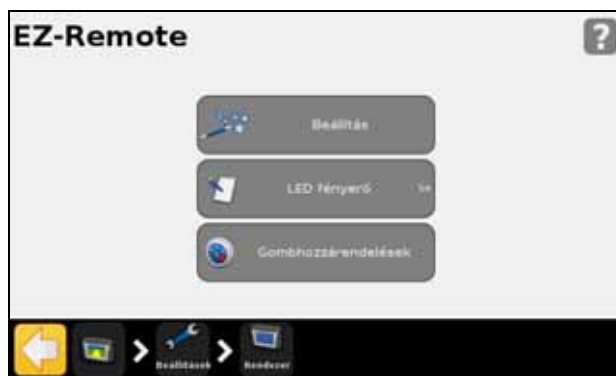 EZ-Remote
?
Beállítás
LED fényerő
Gombhozzárendelések
Beállítások
Rendszer